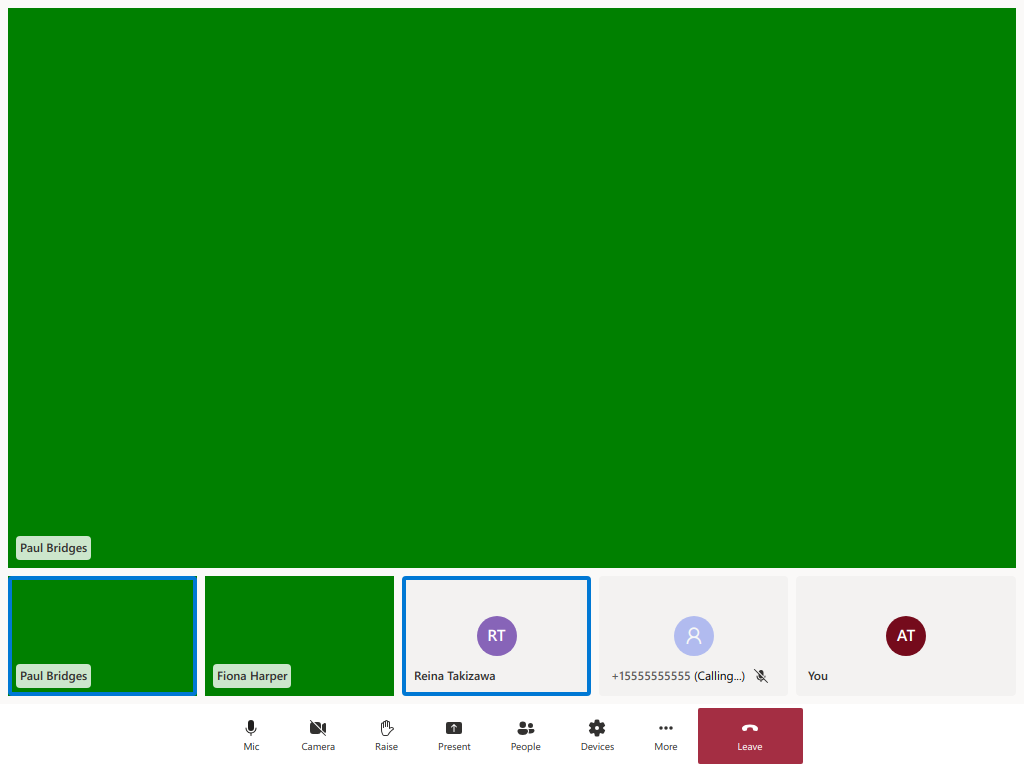 Paul Bridges
Paul Bridges
Fiona Harper
RT
Reina Takizawa
+15555555555 (Calling...)
AT
You
Mic
Camera
Raise
Present
People
Devices
More
Leave